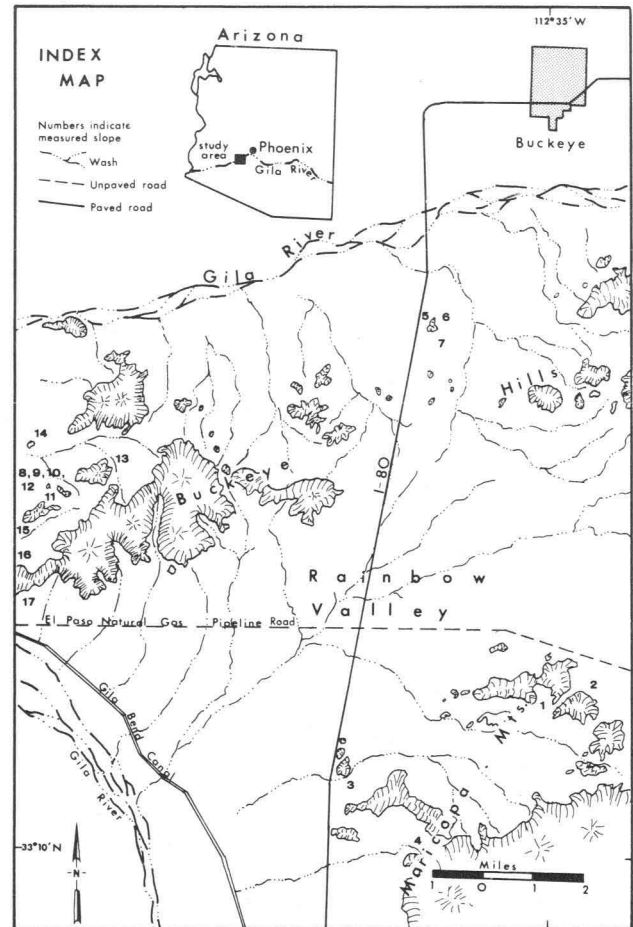 112°35' W
Arizona
INDEX
MAP
Numbers indicate
measured slope
Wash
Unpaved road
Paved road
study
area
Phoenix
Gila River
Buckeye
Gila River
5 6
7
Hills
14
8,9,10,
13
12
11
15
16
17
Buckeye
I-80
Rainbow
Valley
El Paso Natural Gas Pipeline Road
Gila Bend Canal
Gila River
1
2
Mts.
3
4
Maricopa
33°10' N
-N-
Miles
1 0 1 2